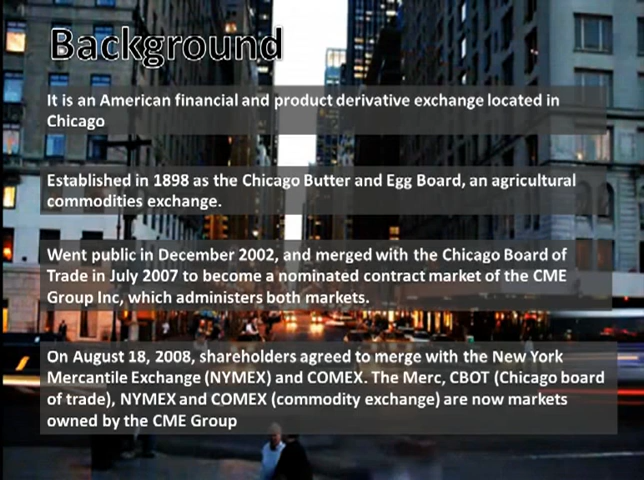 Background
It is an American financial and product derivative exchange located in
Chicago
Established in 1898 as the Chicago Butter and Egg Board, an agricultural
commodities exchange.
Went public in December 2002, and merged with the Chicago Board of
Trade in July 2007 to become a nominated contract market of the CME
Group Inc, which administers both markets.
On August 18, 2008, shareholders agreed to merge with the New York
Mercantile Exchange (NYMEX) and COMEX. The Merc, CBOT (Chicago board
of trade), NYMEX and COMEX (commodity exchange) are now markets
owned by the CME Group